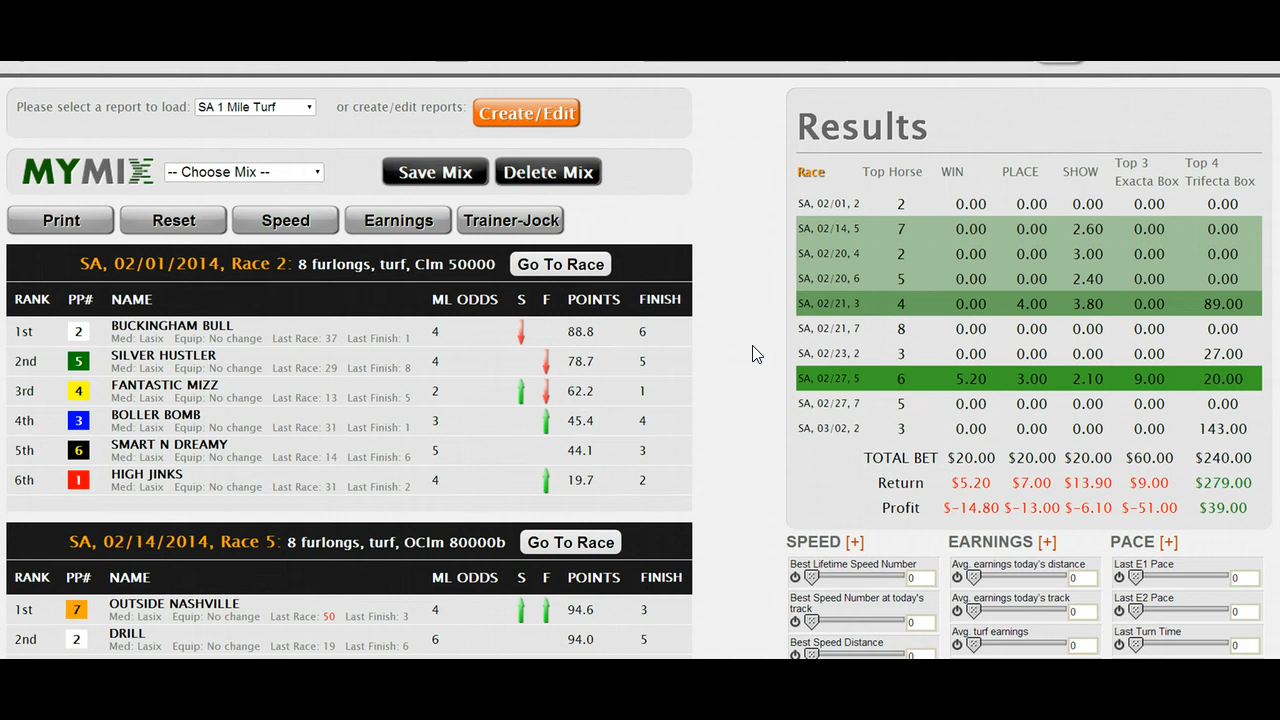 Please select a report to load: SA 1 Mile Turf or create/edit reports: Create/Edit
MYMIX -- Choose Mix -- Save Mix Delete Mix
Print Reset Speed Earnings Trainer-Jock
SA, 02/01/2014, Race 2: 8 furlongs, turf, Clm 50000 Go To Race
RANK PP# NAME ML ODDS S F POINTS FINISH
1st 2 BUCKINGHAM BULL 4 88.8 6
Med: Lasix Equip: No change Last Race: 37 Last Finish: 1
2nd 5 SILVER HUSTLER 4 78.7 5
Med: Lasix Equip: No change Last Race: 29 Last Finish: 8
3rd 4 FANTASTIC MIZZ 2 62.2 1
Med: Lasix Equip: No change Last Race: 13 Last Finish: 5
4th 3 BOLLER BOMB 3 45.4 4
Med: Lasix Equip: No change Last Race: 31 Last Finish: 1
5th 6 SMART N DREAMY 5 44.1 3
Med: Lasix Equip: No change Last Race: 14 Last Finish: 6
6th 1 HIGH JINKS 4 19.7 2
Med: Lasix Equip: No change Last Race: 31 Last Finish: 2
SA, 02/14/2014, Race 5: 8 furlongs, turf, OClm 80000b Go To Race
RANK PP# NAME ML ODDS S F POINTS FINISH
1st 7 OUTSIDE NASHVILLE 4 94.6 3
Med: Lasix Equip: No change Last Race: 50 Last Finish: 3
2nd 2 DRILL 6 94.0 5
Med: Lasix Equip: No change Last Race: 19 Last Finish: 6
Results
Race Top Horse WIN PLACE SHOW Top 3 Exacta Box Top 4 Trifecta Box
SA, 02/01, 2 2 0.00 0.00 0.00 0.00 0.00
SA, 02/14, 5 7 0.00 0.00 2.60 0.00 0.00
SA, 02/20, 4 2 0.00 0.00 3.00 0.00 0.00
SA, 02/20, 6 5 0.00 0.00 2.40 0.00 0.00
SA, 02/21, 3 4 0.00 4.00 3.80 0.00 89.00
SA, 02/21, 7 8 0.00 0.00 0.00 0.00 0.00
SA, 02/23, 2 3 0.00 0.00 0.00 0.00 27.00
SA, 02/27, 5 6 5.20 3.00 2.10 9.00 20.00
SA, 02/27, 7 5 0.00 0.00 0.00 0.00 0.00
SA, 03/02, 2 3 0.00 0.00 0.00 0.00 143.00
TOTAL BET $20.00 $20.00 $20.00 $60.00 $240.00
Return $5.20 $7.00 $13.90 $9.00 $279.00
Profit $-14.80 $-13.00 $-6.10 $-51.00 $39.00
SPEED [+] EARNINGS [+] PACE [+]
Best Lifetime Speed Number 0 Avg. earnings today's distance 0 Last E1 Pace 0
Best Speed Number at today's track 0 Avg. earnings today's track 0 Last E2 Pace 0
Best Speed Distance 0 Avg. turf earnings 0 Last Turn Time 0